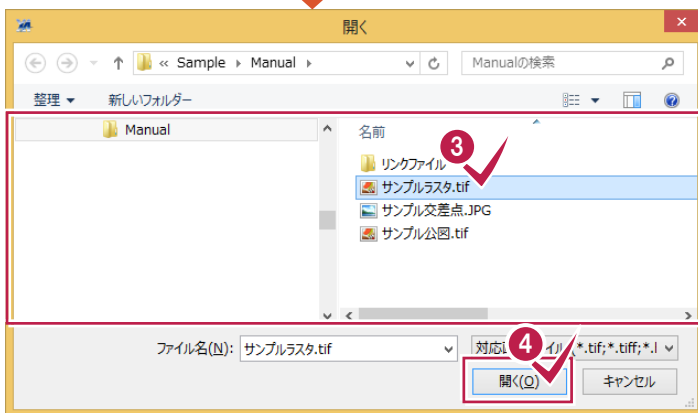 開く
« Sample ▸ Manual ▸
Manualの検索
整理 ▼ 新しいフォルダー
Manual
名前
3
リンクファイル
サンプルラスタ.tif
サンプル交差点.JPG
サンプル公図.tif
ファイル名(N): サンプルラスタ.tif
4
(*.tif;*.tiff;*.l
開く(O) キャンセル